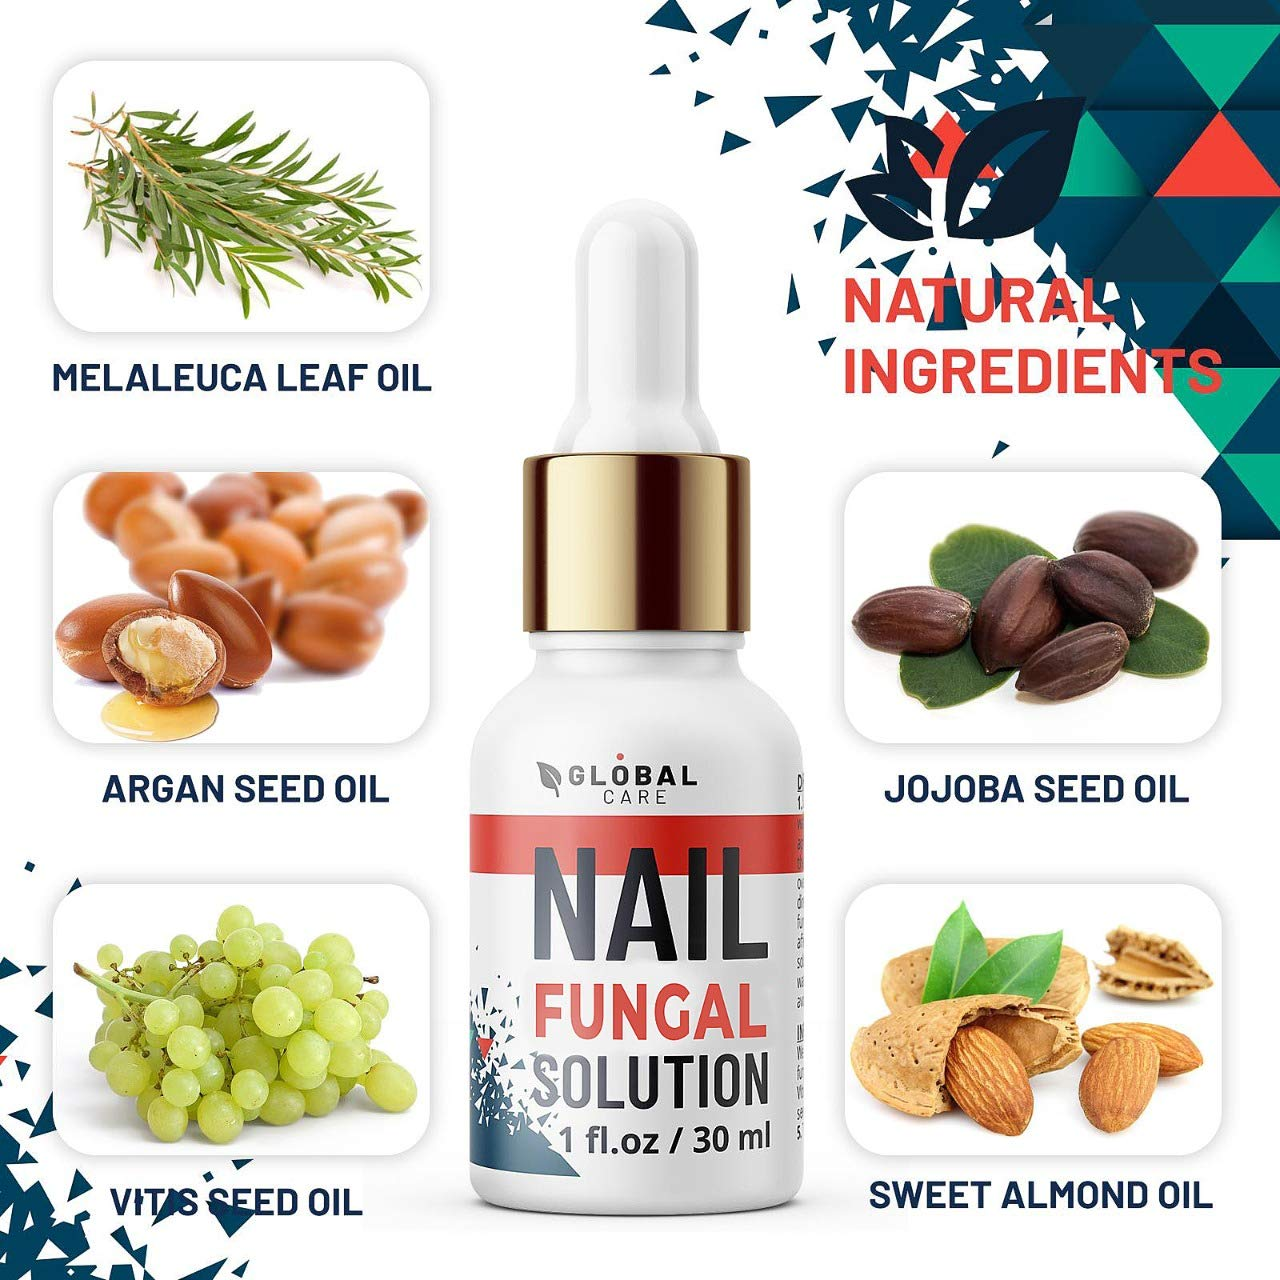 NATURAL
INGREDIENTS
MELALEUCA LEAF OIL
ARGAN SEED OIL
JOJOBA SEED OIL
VITIS SEED OIL
SWEET ALMOND OIL
GLOBAL
CARE
NAIL
FUNGAL
SOLUTION
1 fl.oz / 30 ml